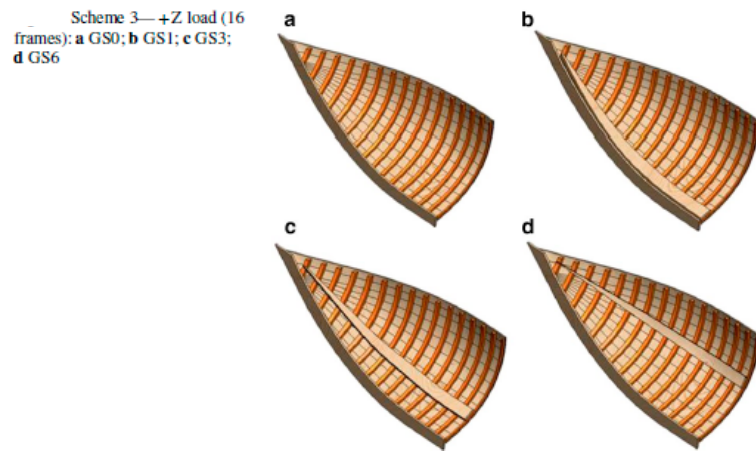 Scheme 3—+Z load (16
frames): a GS0; b GS1; c GS3;
d GS6
a
b
c
d